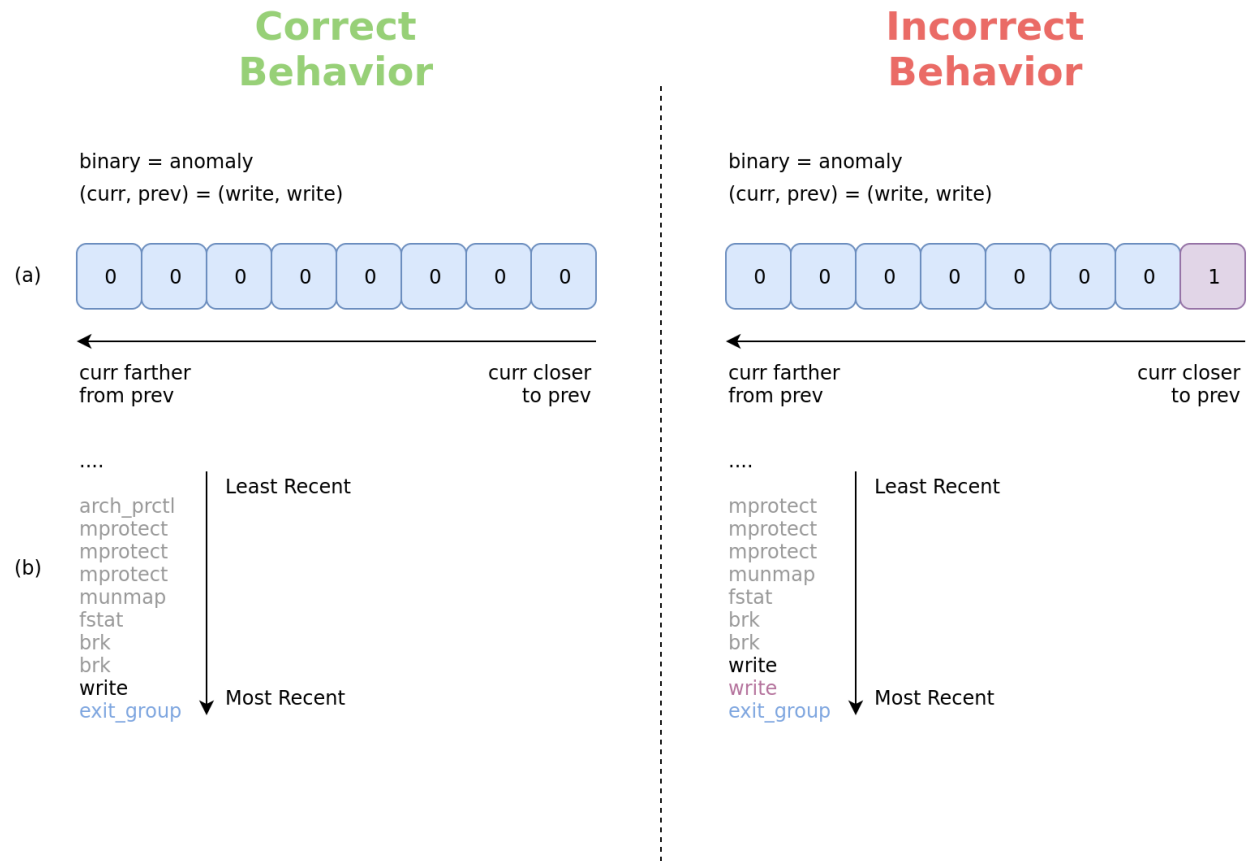 Correct
Behavior
binary = anomaly
(curr, prev) = (write, write)
(a)
0 0 0 0 0 0 0 0
curr farther
from prev
curr closer
to prev
....
Least Recent
arch_prctl
mprotect
mprotect
mprotect
(b)
munmap
fstat
brk
brk
write
Most Recent
exit_group
Incorrect
Behavior
binary = anomaly
(curr, prev) = (write, write)
0 0 0 0 0 0 0 1
curr farther
from prev
curr closer
to prev
....
Least Recent
mprotect
mprotect
mprotect
munmap
fstat
brk
brk
write
write
Most Recent
exit_group